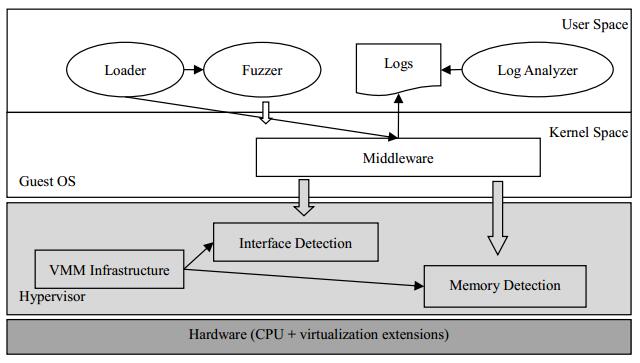 User Space
Loader
Fuzzer
Logs
Log Analyzer
Kernel Space
Middleware
Guest OS
Interface Detection
VMM Infrastructure
Memory Detection
Hypervisor
Hardware (CPU + virtualization extensions)